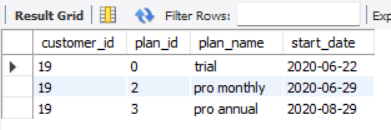 Result Grid Filter Rows: Exp
customer_id plan_id plan_name start_date
19 0 trial 2020-06-22
19 2 pro monthly 2020-06-29
19 3 pro annual 2020-08-29